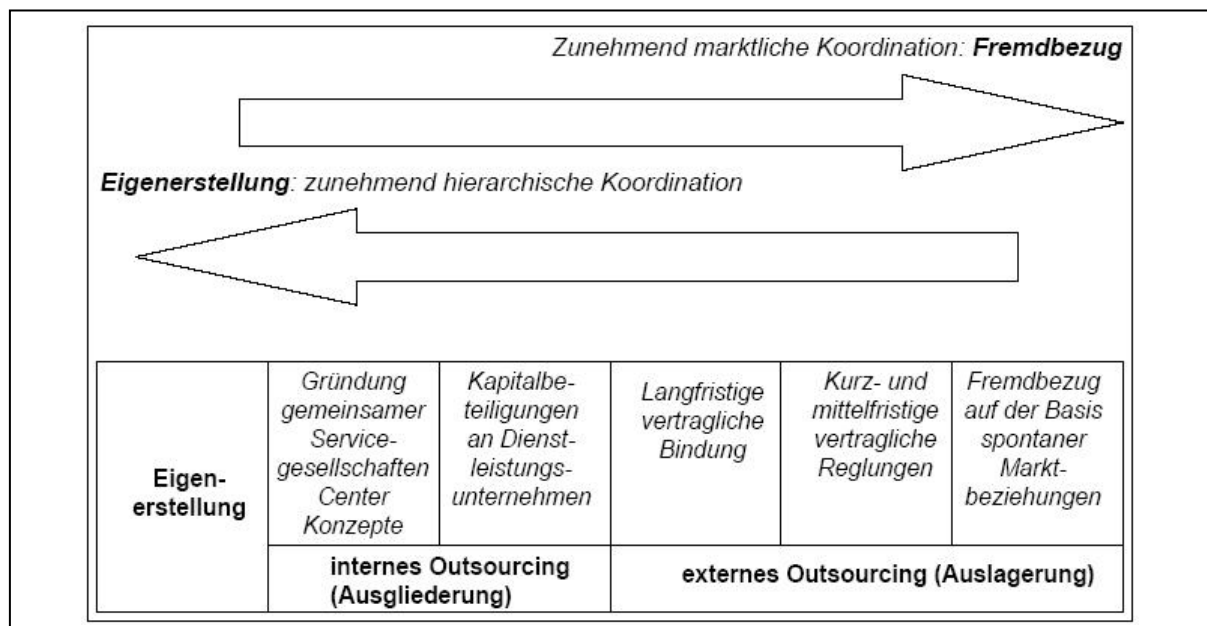 Zunehmend marktliche Koordination: Fremdbezug
Eigenerstellung: zunehmend hierarchische Koordination
Eigen-
erstellung
Gründung
gemeinsamer
Service-
gesellschaften
Center
Konzepte
Kapitalbe-
teiligungen
an Dienst-
leistungs-
unternehmen
Langfristige
vertragliche
Bindung
Kurz- und
mittelfristige
vertragliche
Reglungen
Fremdbezug
auf der Basis
spontaner
Markt-
beziehungen
internes Outsourcing
(Ausgliederung)
externes Outsourcing (Auslagerung)